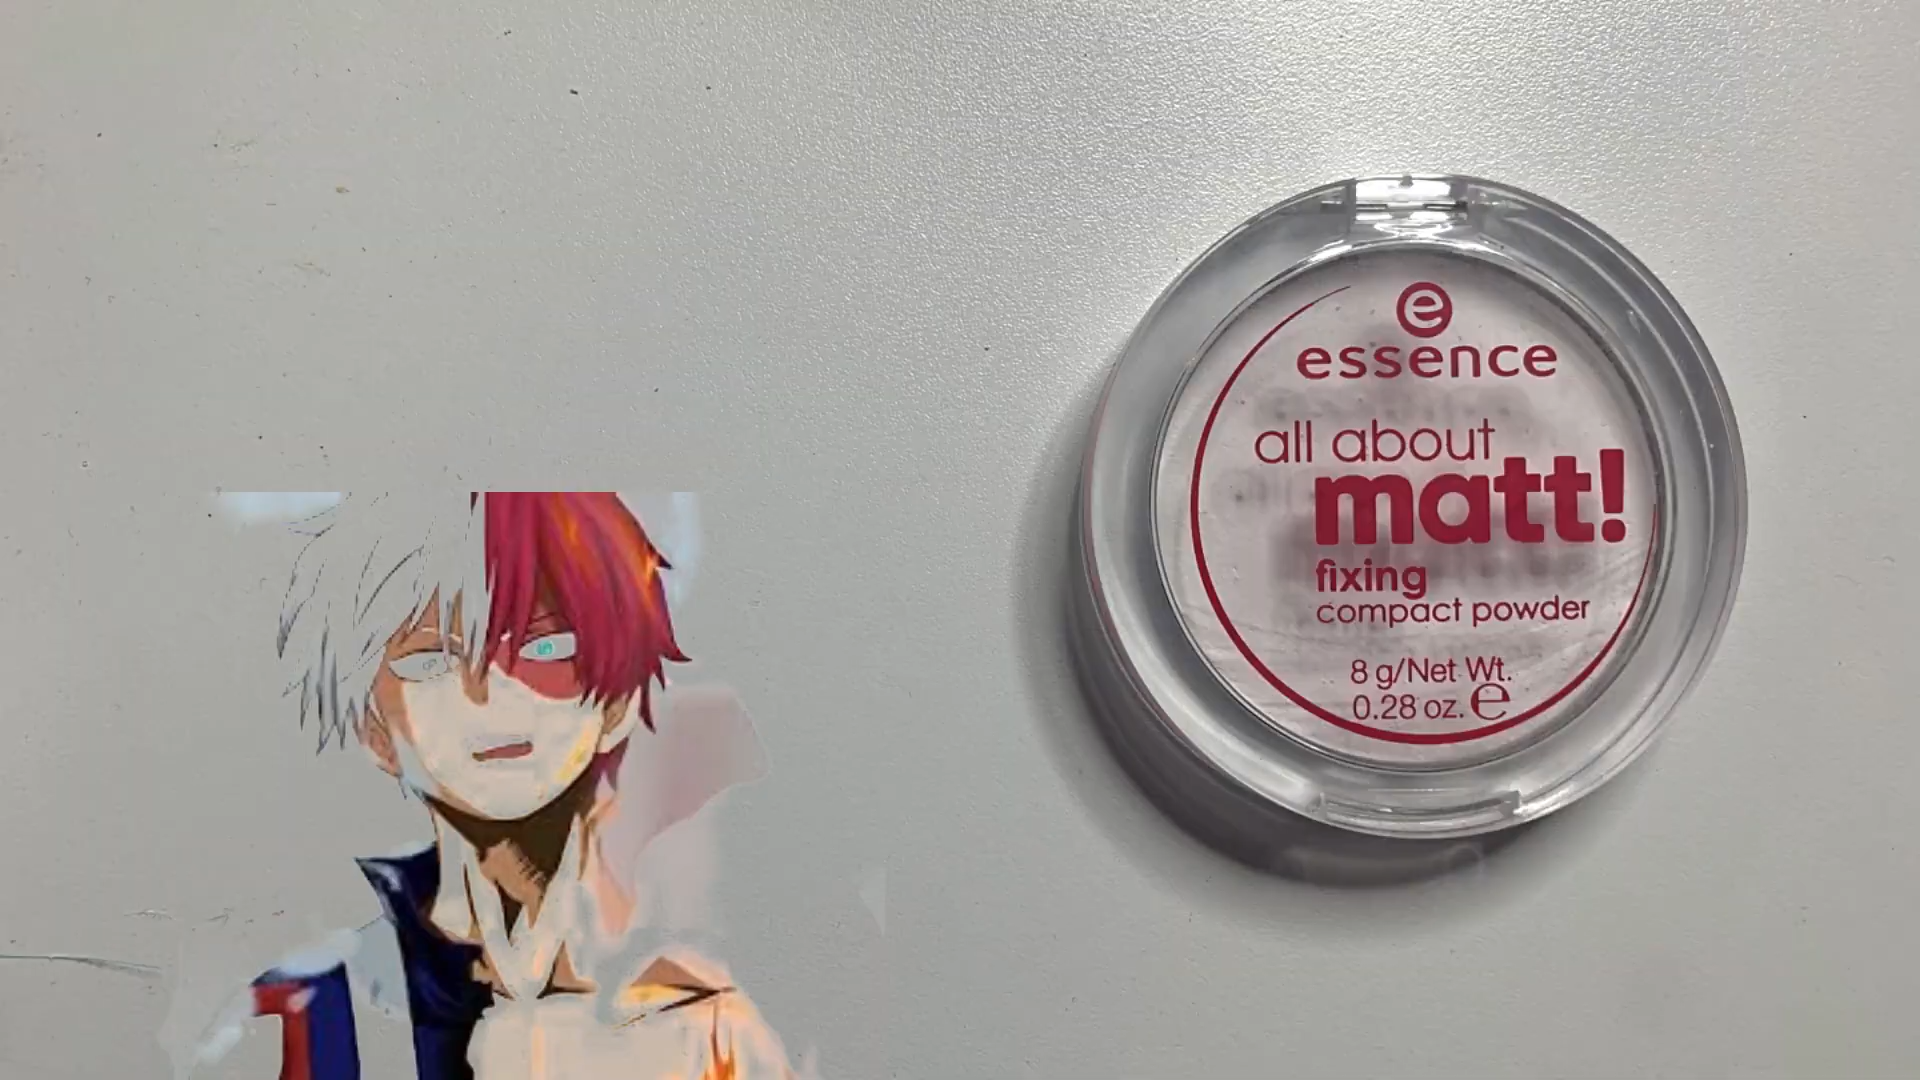 e
essence
all about
matt!
fixing
compact powder
8 g/Net Wt.
0.28 oz. ℮